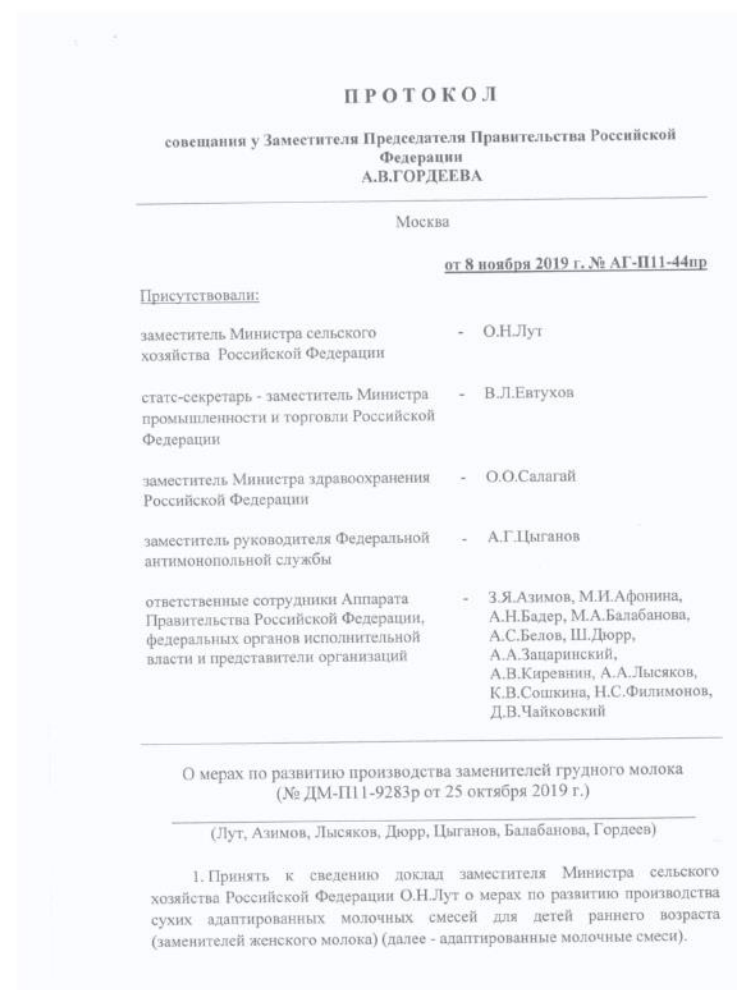 П Р О Т О К О Л
совещания у Заместителя Председателя Правительства Российской
Федерации
А.В.ГОРДЕЕВА
Москва
от 8 ноября 2019 г. № АГ-П11-44пр
Присутствовали:
заместитель Министра сельского - О.Н.Лут
хозяйства Российской Федерации
статс-секретарь - заместитель Министра - В.Л.Евтухов
промышленности и торговли Российской
Федерации
заместитель Министра здравоохранения - О.О.Салагай
Российской Федерации
заместитель руководителя Федеральной - А.Г.Цыганов
антимонопольной службы
ответственные сотрудники Аппарата - З.Я.Азимов, М.И.Афонина,
Правительства Российской Федерации, А.Н.Бадер, М.А.Балабанова,
федеральных органов исполнительной А.С.Белов, Ш.Дюрр,
власти и представители организаций А.А.Зацаринский,
А.В.Киревнин, А.А.Лысяков,
К.В.Сошкина, Н.С.Филимонов,
Д.В.Чайковский
О мерах по развитию производства заменителей грудного молока
(№ ДМ-П11-9283р от 25 октября 2019 г.)
(Лут, Азимов, Лысяков, Дюрр, Цыганов, Балабанова, Гордеев)
1. Принять к сведению доклад заместителя Министра сельского
хозяйства Российской Федерации О.Н.Лут о мерах по развитию производства
сухих адаптированных молочных смесей для детей раннего возраста
(заменителей женского молока) (далее - адаптированные молочные смеси).